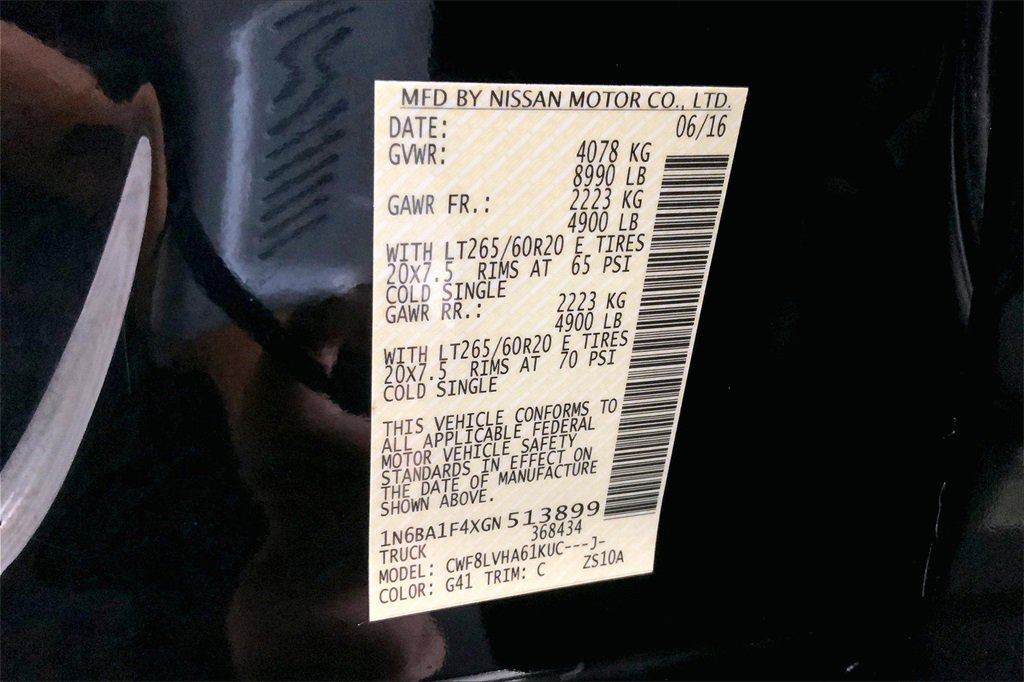 MFD BY NISSAN MOTOR CO., LTD.
DATE: 06/16
GVWR: 4078 KG
8990 LB
GAWR FR.: 2223 KG
4900 LB
WITH LT265/60R20 E TIRES
20X7.5 RIMS AT 65 PSI
COLD SINGLE
GAWR RR.: 2223 KG
4900 LB
WITH LT265/60R20 E TIRES
20X7.5 RIMS AT 70 PSI
COLD SINGLE
THIS VEHICLE CONFORMS TO
ALL APPLICABLE FEDERAL
MOTOR VEHICLE SAFETY
STANDARDS IN EFFECT ON
THE DATE OF MANUFACTURE
SHOWN ABOVE.
1N6BA1F4XGN 513899
TRUCK 368434
MODEL: CWF8LVHA61KUC---J-
COLOR: G41 TRIM: C ZS10A